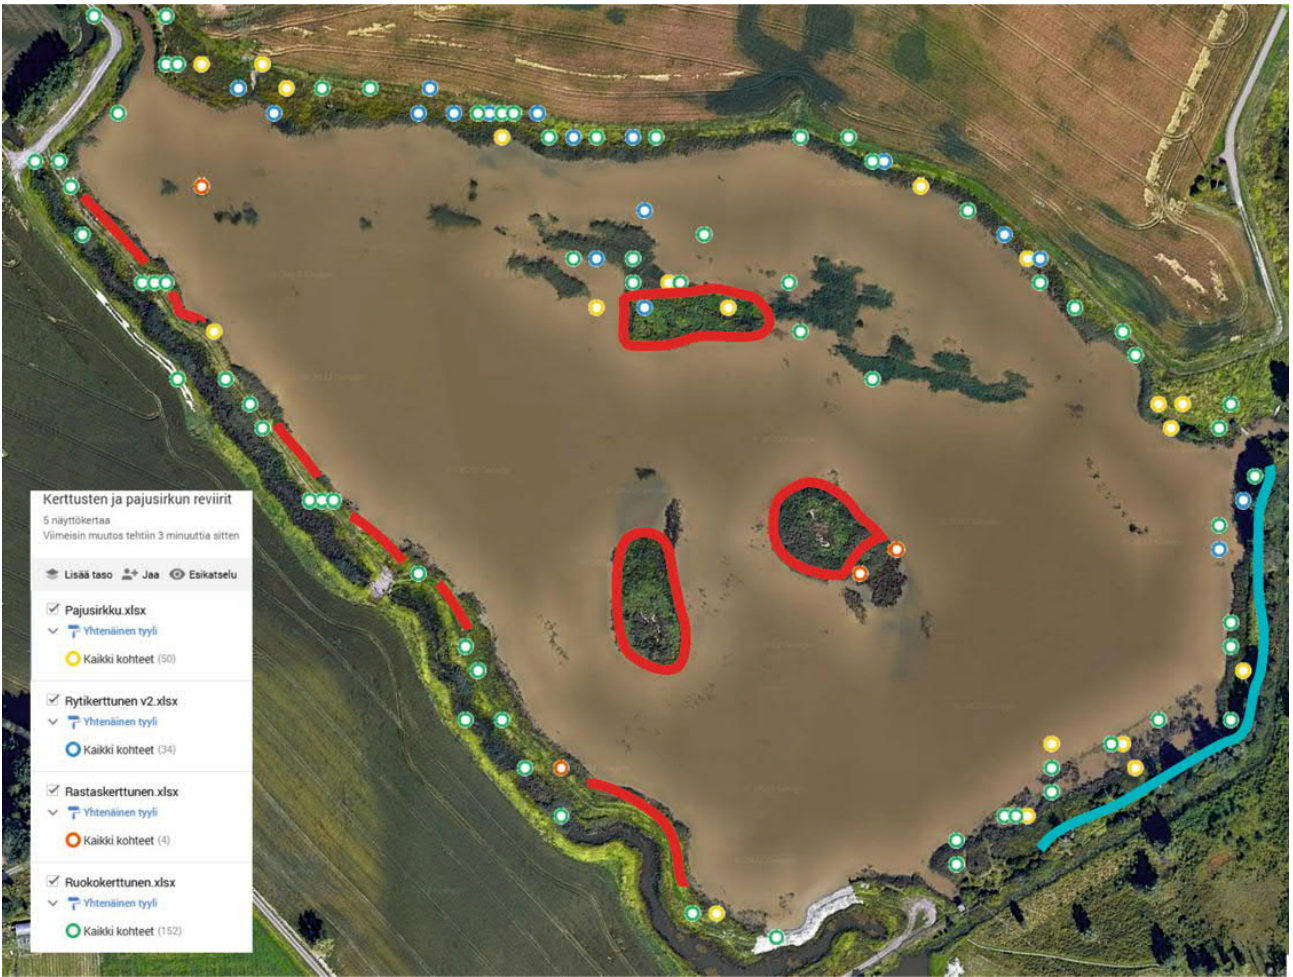 Kerttusten ja pajusirkun reviirit
5 näyttökertaa
Viimeisin muutos tehtiin 3 minuuttia sitten
Lisää taso Jaa Esikatselu
Pajusirkku.xlsx
Yhtenäinen tyyli
Kaikki kohteet (50)
Rytikerttunen v2.xlsx
Yhtenäinen tyyli
Kaikki kohteet (34)
Rastaskerttunen.xlsx
Yhtenäinen tyyli
Kaikki kohteet (4)
Ruokokerttunen.xlsx
Yhtenäinen tyyli
Kaikki kohteet (152)